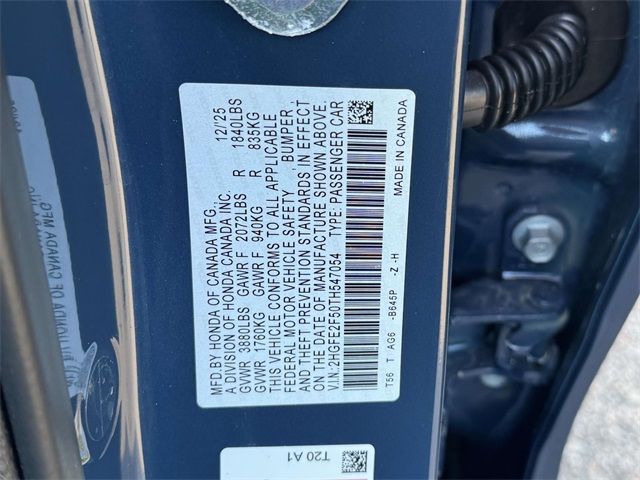 MFD.BY HONDA OF CANADA MFG. 12/25
A DIVISION OF HONDA CANADA INC.
GVWR 3880LBS GAWR F 2072LBS R 1840LBS
GVWR 1760KG GAWR F 940KG R 835KG
THIS VEHICLE CONFORMS TO ALL APPLICABLE
FEDERAL MOTOR VEHICLE SAFETY BUMPER,
AND THEFT PREVENTION STANDARDS IN EFFECT
ON THE DATE OF MANUFACTURE SHOWN ABOVE.
V.I.N: 2HGFE2F50TH547054 TYPE: PASSENGER CAR
T56 T AG6 -B645P -Z -H MADE IN CANADA
T20 A1
OF CANADA MFG